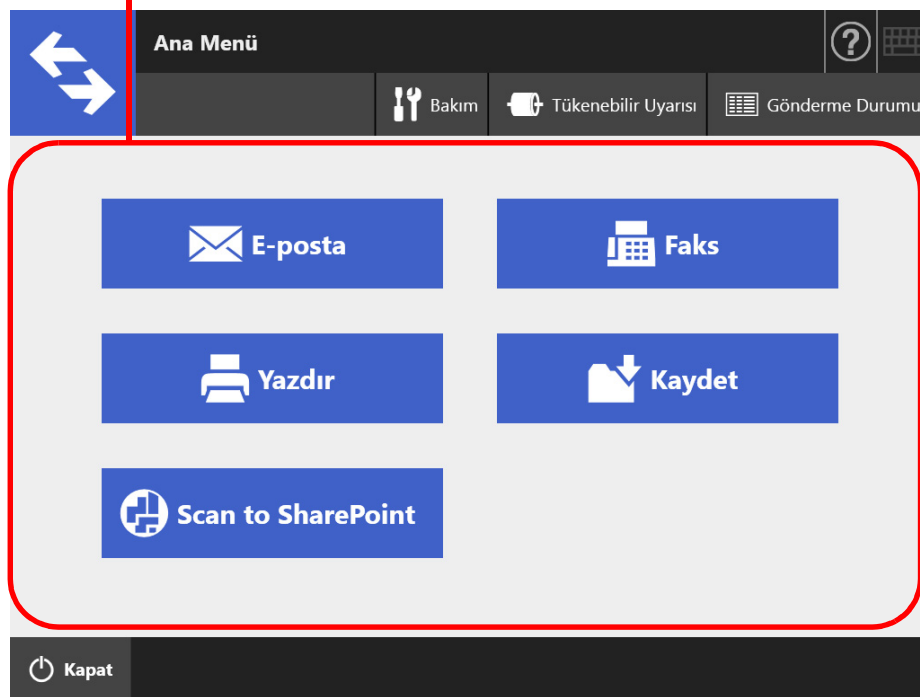 Ana Menü
Bakım
Tükenebilir Uyarısı
Gönderme Durumu
E-posta
Faks
Yazdır
Kaydet
Scan to SharePoint
Kapat